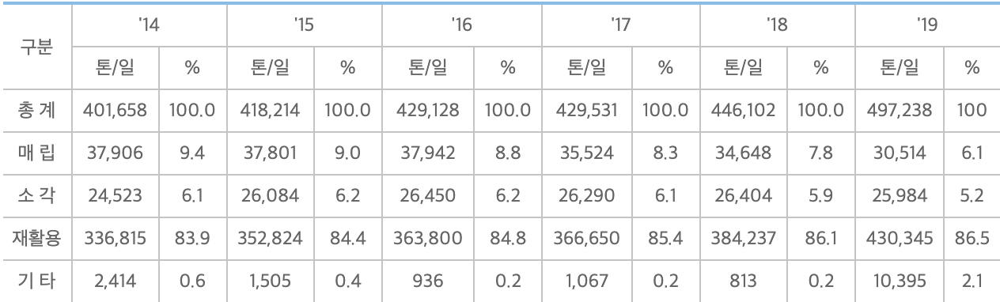 구분 '14 '15 '16 '17 '18 '19
톤/일 % 톤/일 % 톤/일 % 톤/일 % 톤/일 % 톤/일 %
총 계 401,658 100.0 418,214 100.0 429,128 100.0 429,531 100.0 446,102 100.0 497,238 100
매 립 37,906 9.4 37,801 9.0 37,942 8.8 35,524 8.3 34,648 7.8 30,514 6.1
소 각 24,523 6.1 26,084 6.2 26,450 6.2 26,290 6.1 26,404 5.9 25,984 5.2
재활용 336,815 83.9 352,824 84.4 363,800 84.8 366,650 85.4 384,237 86.1 430,345 86.5
기 타 2,414 0.6 1,505 0.4 936 0.2 1,067 0.2 813 0.2 10,395 2.1